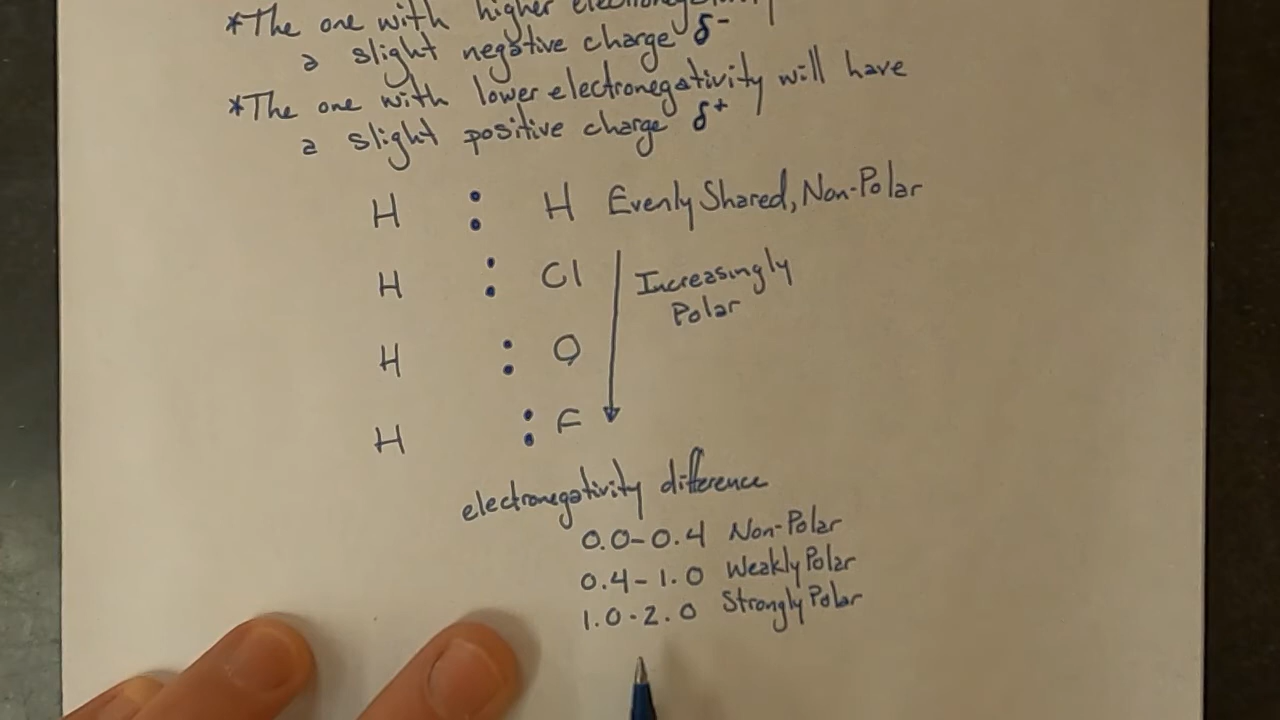 *The one with higher electronegativity
a slight negative charge δ-
*The one with lower electronegativity will have
a slight positive charge δ+
H : H Evenly Shared, Non-Polar
H : Cl Increasingly
Polar
H : O
H : F
electronegativity difference
0.0-0.4 Non-Polar
0.4-1.0 Weakly Polar
1.0-2.0 Strongly Polar